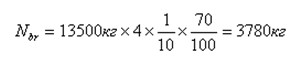 N_br = 13500кг × 4 × 1/10 × 70/100 = 3780кг